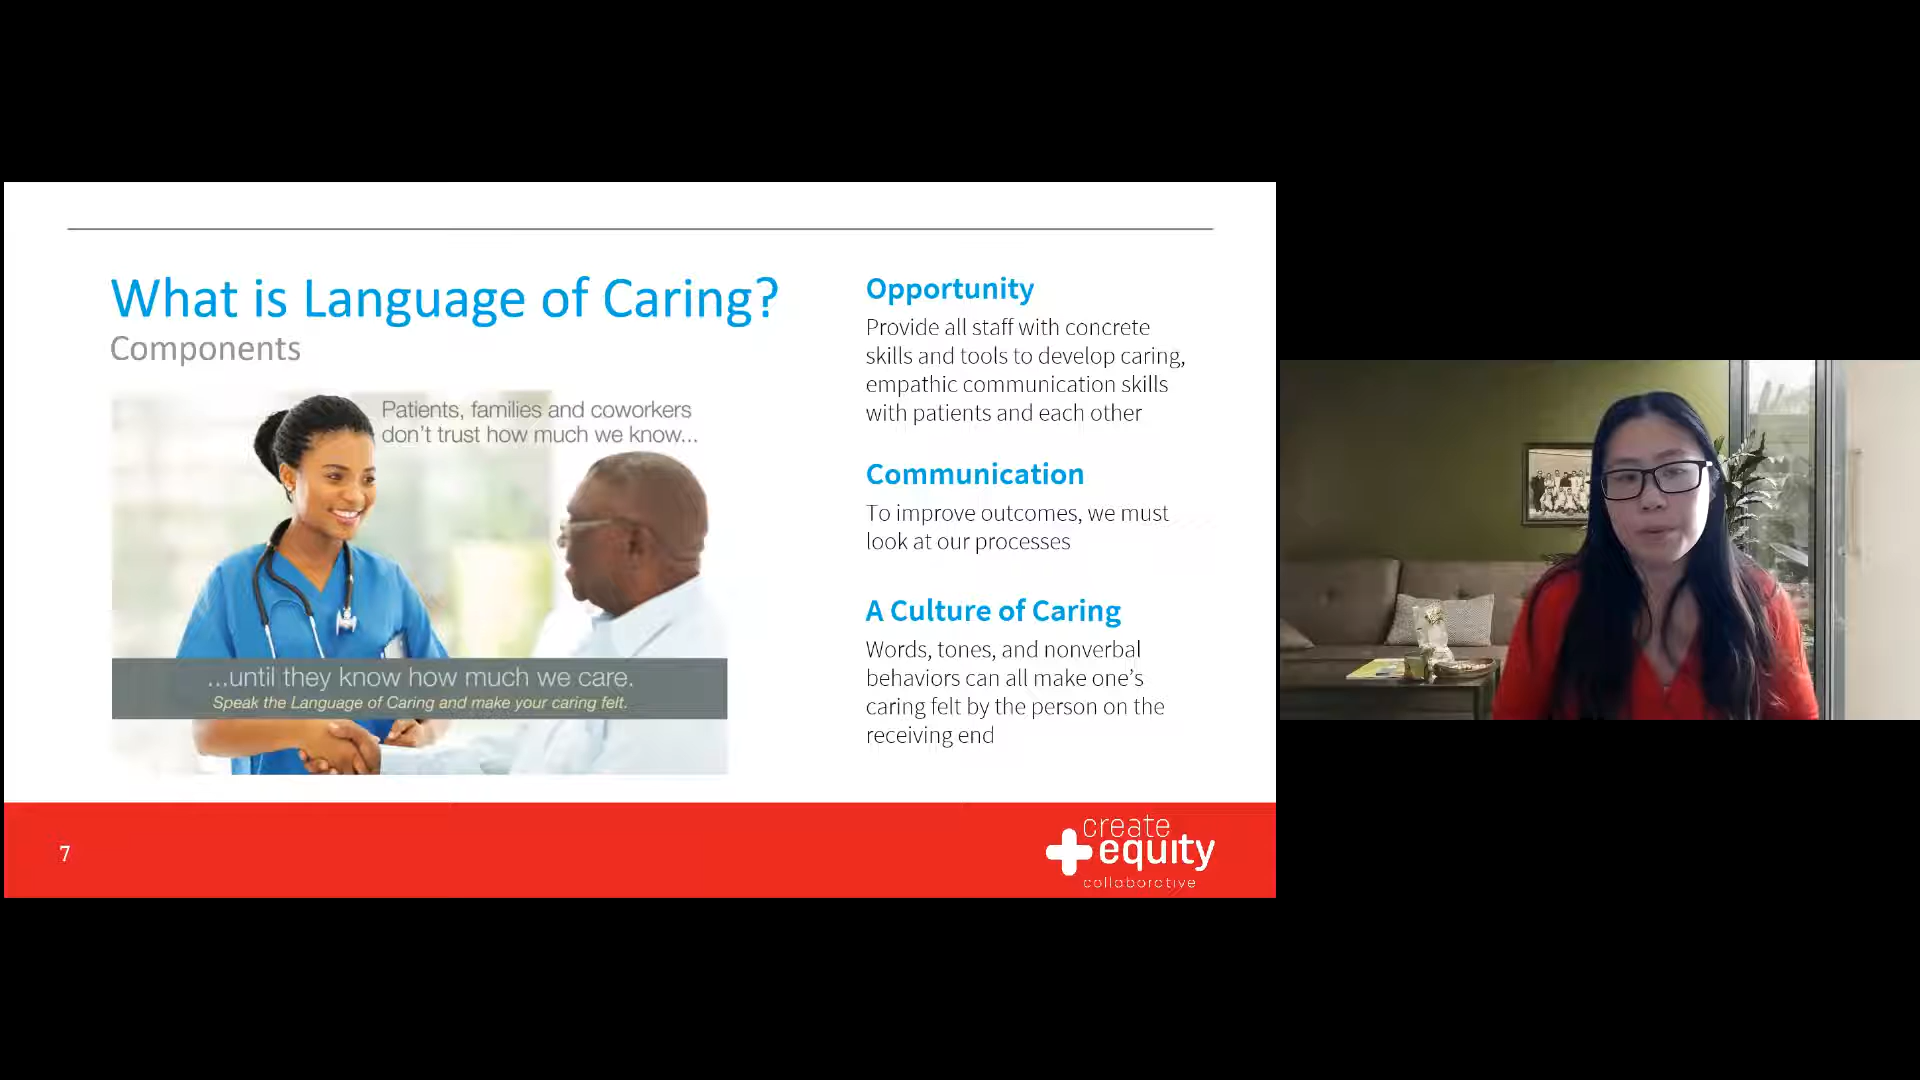 What is Language of Caring?
Components
Patients, families and coworkers
don't trust how much we know...
...until they know how much we care.
Speak the Language of Caring and make your caring felt.
Opportunity
Provide all staff with concrete
skills and tools to develop caring,
empathic communication skills
with patients and each other
Communication
To improve outcomes, we must
look at our processes
A Culture of Caring
Words, tones, and nonverbal
behaviors can all make one's
caring felt by the person on the
receiving end
7
create
equity
collaborative